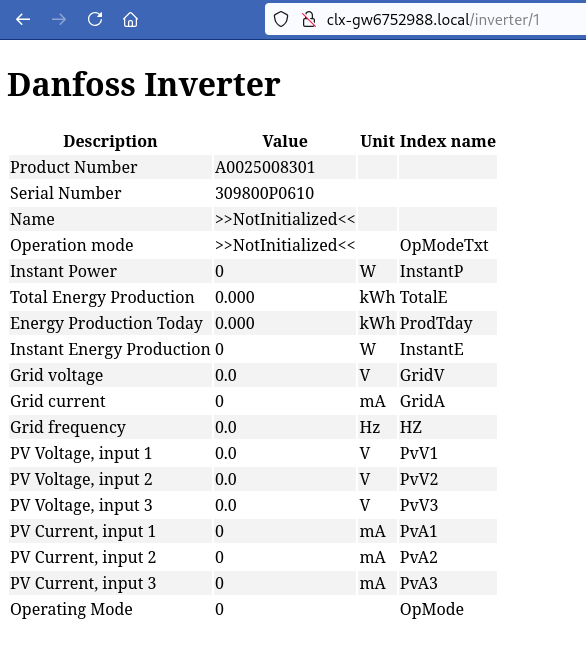 clx-gw6752988.local/inverter/1
Danfoss Inverter
Description Value Unit Index name
Product Number A0025008301
Serial Number 309800P0610
Name >>NotInitialized<<
Operation mode >>NotInitialized<< OpModeTxt
Instant Power 0 W InstantP
Total Energy Production 0.000 kWh TotalE
Energy Production Today 0.000 kWh ProdTday
Instant Energy Production 0 W InstantE
Grid voltage 0.0 V GridV
Grid current 0 mA GridA
Grid frequency 0.0 Hz HZ
PV Voltage, input 1 0.0 V PvV1
PV Voltage, input 2 0.0 V PvV2
PV Voltage, input 3 0.0 V PvV3
PV Current, input 1 0 mA PvA1
PV Current, input 2 0 mA PvA2
PV Current, input 3 0 mA PvA3
Operating Mode 0 OpMode